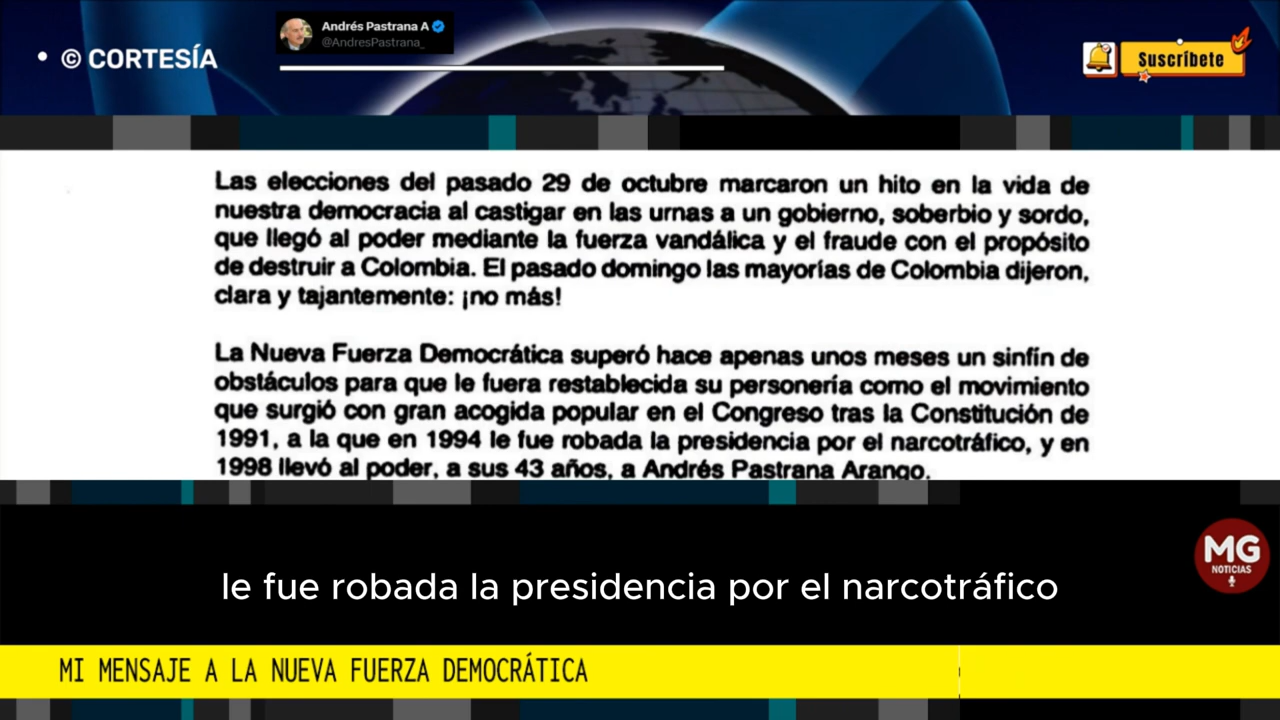 • © CORTESÍA
Andrés Pastrana A
@AndresPastrana_
Suscríbete
Las elecciones del pasado 29 de octubre marcaron un hito en la vida de
nuestra democracia al castigar en las urnas a un gobierno, soberbio y sordo,
que llegó al poder mediante la fuerza vandálica y el fraude con el propósito
de destruir a Colombia. El pasado domingo las mayorías de Colombia dijeron,
clara y tajantemente: ¡no más!
La Nueva Fuerza Democrática superó hace apenas unos meses un sinfín de
obstáculos para que le fuera restablecida su personería como el movimiento
que surgió con gran acogida popular en el Congreso tras la Constitución de
1991, a la que en 1994 le fue robada la presidencia por el narcotráfico, y en
1998 llevó al poder, a sus 43 años, a Andrés Pastrana Arango.
MG
NOTICIAS
le fue robada la presidencia por el narcotráfico
MI MENSAJE A LA NUEVA FUERZA DEMOCRÁTICA